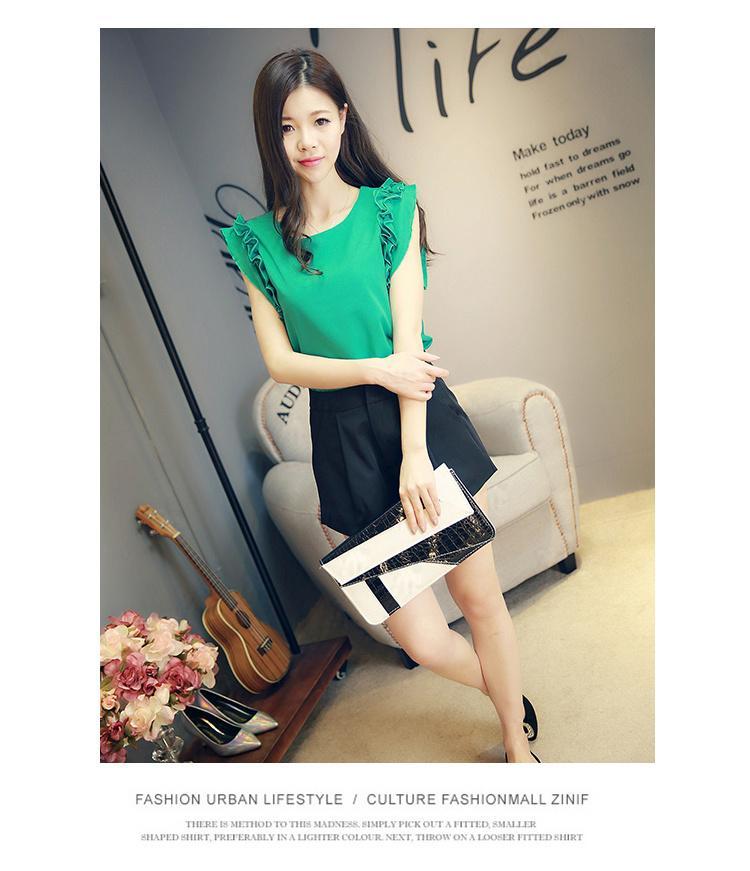 life
Make today
hold fast to dreams
For when dreams go
life is a barren field
Frozen only with snow
AUD
FASHION URBAN LIFESTYLE / CULTURE FASHIONMALL ZINIF
THERE IS METHOD TO THIS MADNESS. SIMPLY PICK OUT A FITTED, SMALLER
SHAPED SHIRT, PREFERABLY IN A LIGHTER COLOUR. NEXT, THROW ON A LOOSER FITTED SHIRT